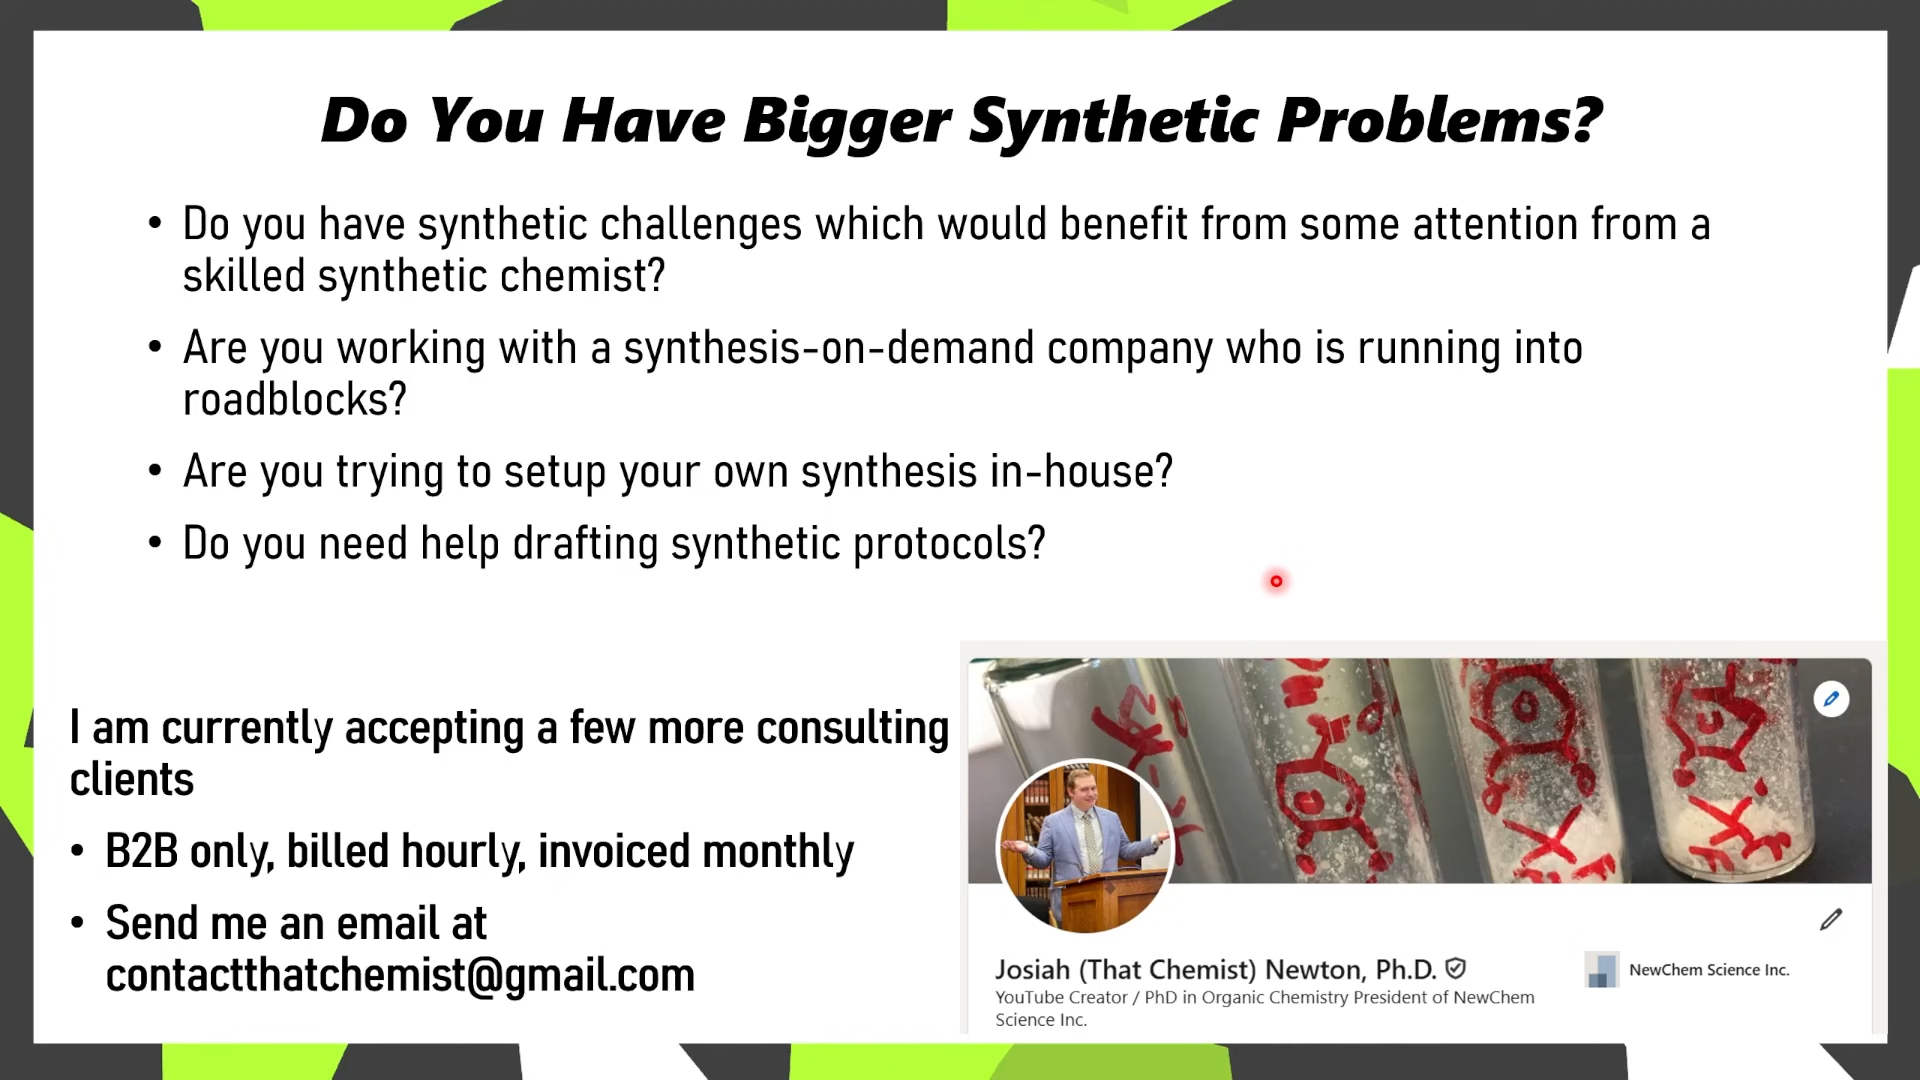 Do You Have Bigger Synthetic Problems?
• Do you have synthetic challenges which would benefit from some attention from a
skilled synthetic chemist?
• Are you working with a synthesis-on-demand company who is running into
roadblocks?
• Are you trying to setup your own synthesis in-house?
• Do you need help drafting synthetic protocols?
I am currently accepting a few more consulting
clients
• B2B only, billed hourly, invoiced monthly
• Send me an email at
contactthatchemist@gmail.com
Josiah (That Chemist) Newton, Ph.D.
YouTube Creator / PhD in Organic Chemistry President of NewChem
Science Inc.
NewChem Science Inc.